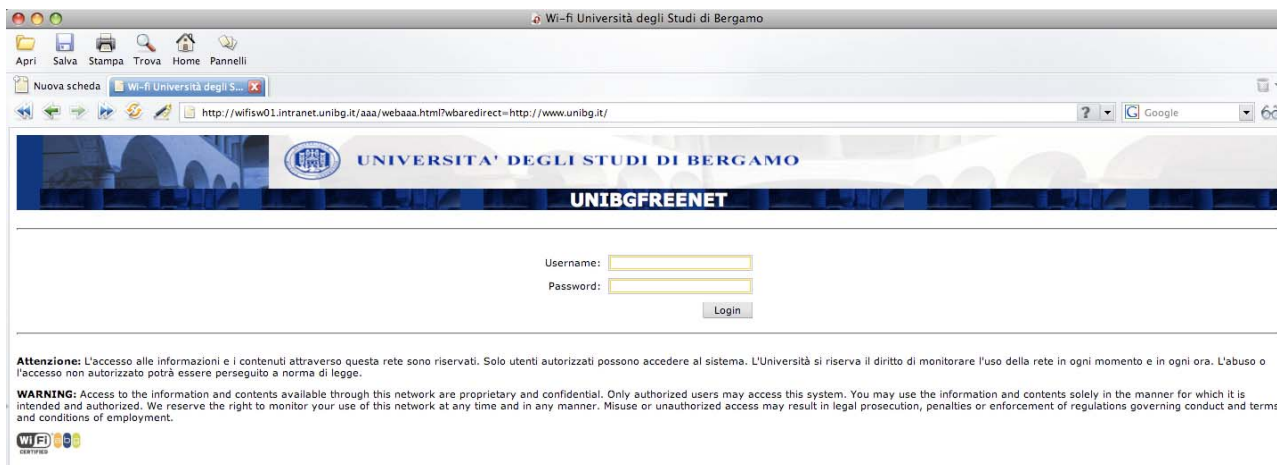 Wi-fi Università degli Studi di Bergamo
Apri Salva Stampa Trova Home Pannelli
Nuova scheda Wi-fi Università degli S...
http://wifisw01.intranet.unibg.it/aaa/webaaa.html?wbaredirect=http://www.unibg.it/ ? G Google
UNIVERSITA' DEGLI STUDI DI BERGAMO
UNIBGFREENET
Username:
Password:
Login
Attenzione: L'accesso alle informazioni e i contenuti attraverso questa rete sono riservati. Solo utenti autorizzati possono accedere al sistema. L'Università si riserva il diritto di monitorare l'uso della rete in ogni momento e in ogni ora. L'abuso o
l'accesso non autorizzato potrà essere perseguito a norma di legge.
WARNING: Access to the information and contents available through this network are proprietary and confidential. Only authorized users may access this system. You may use the information and contents solely in the manner for which it is
intended and authorized. We reserve the right to monitor your use of this network at any time and in any manner. Misuse or unauthorized access may result in legal prosecution, penalties or enforcement of regulations governing conduct and terms
and conditions of employment.
Wi Fi a b g
CERTIFIED